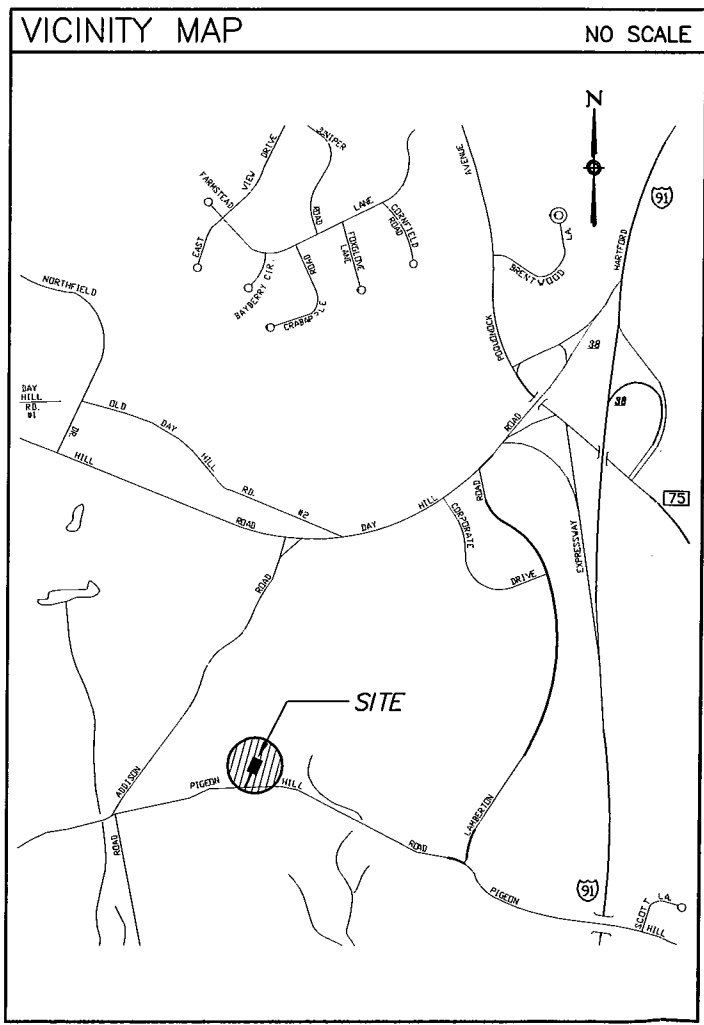 VICINITY MAP
NO SCALE
N
91
JUNIPER
ROAD
VIEW DRIVE
EAST
FARMSTEAD
LANE
AVENUE
POQUONOCK
CORNFIELD
ROAD
FOXGLOVE
LANE
BAYBERRY CIR.
ROAD
CRABAPPLE
LA.
BRENTWOOD
HARTFORD
NORTHFIELD
DR.
38
38
DAY
HILL
RD.
#1
OLD DAY HILL RD. #2
HILL ROAD DAY HILL ROAD
75
ROAD
CORPORATE
DRIVE
EXPRESSWAY
ROAD
ADDISON
SITE
PIGEON HILL
ROAD
LAMBERTON
ROAD
PIGEON
91
SCOTT LA.
HILL